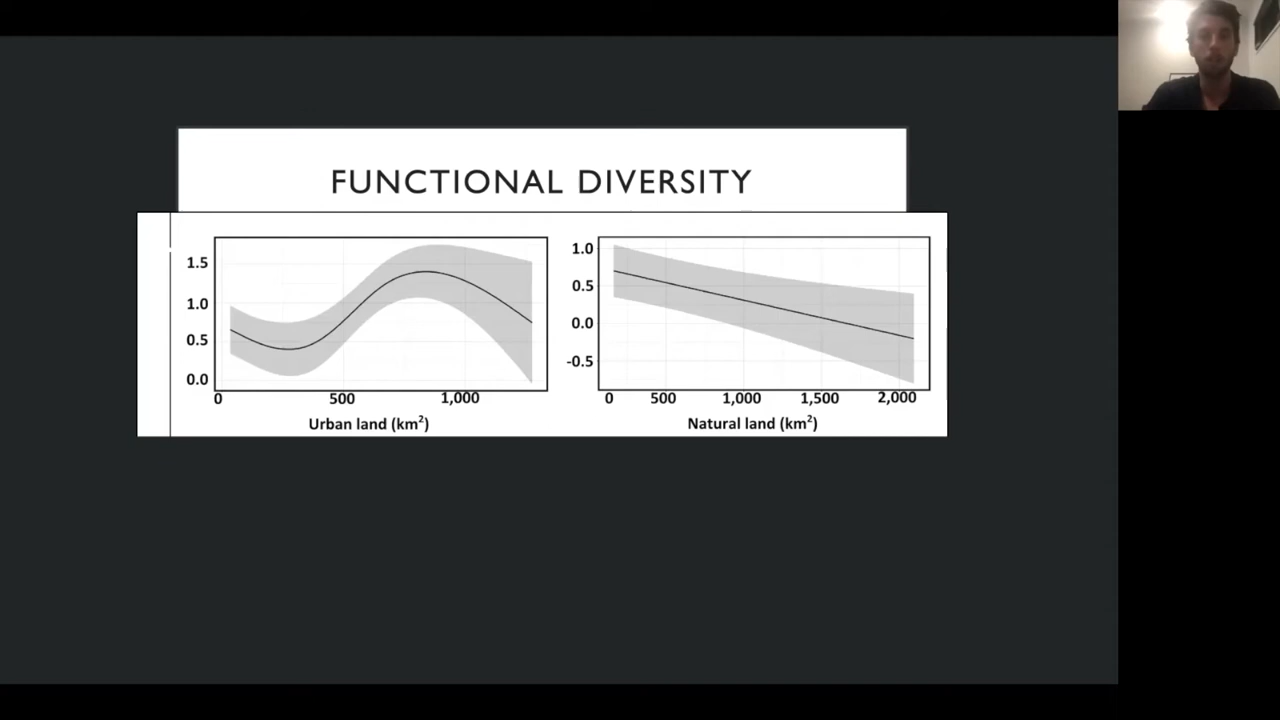 FUNCTIONAL DIVERSITY
1.5
1.0
0.5
0.0
0 500 1,000
Urban land (km²)
1.0
0.5
0.0
-0.5
0 500 1,000 1,500 2,000
Natural land (km²)